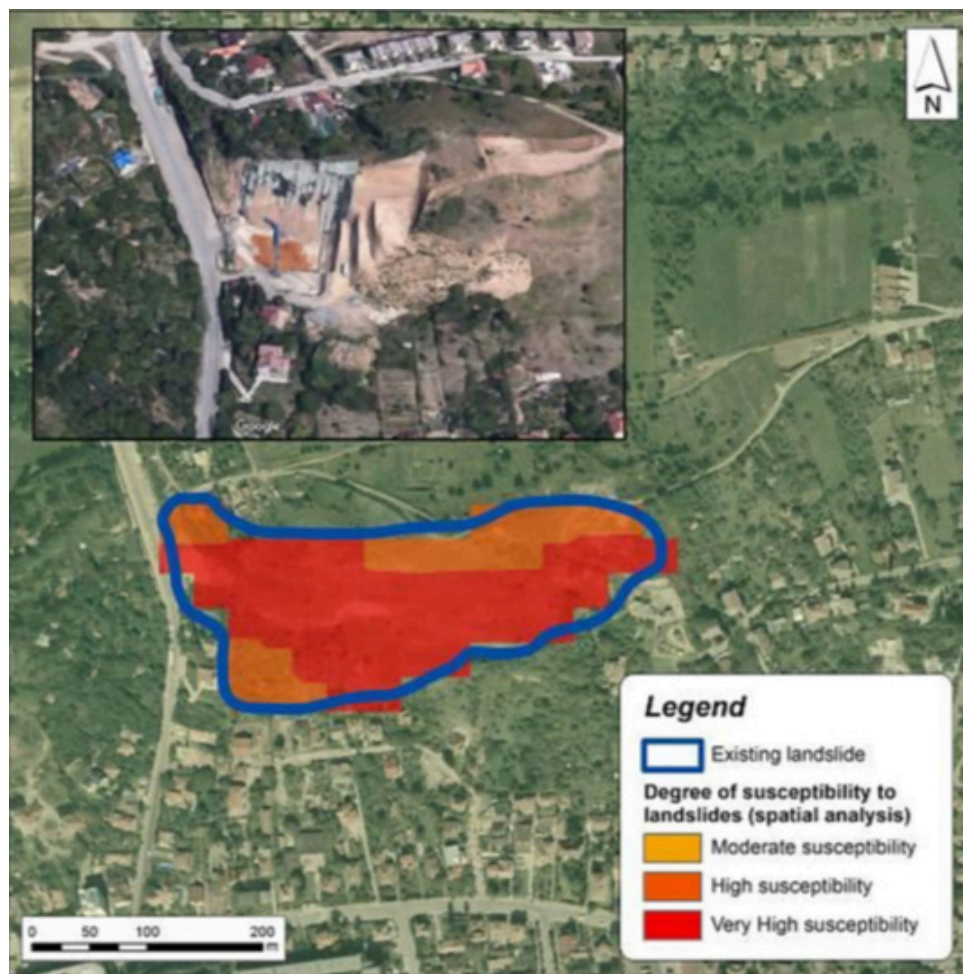 N
Google
Legend
Existing landslide
Degree of susceptibility to
landslides (spatial analysis)
Moderate susceptibility
High susceptibility
Very High susceptibility
0 50 100 200
m